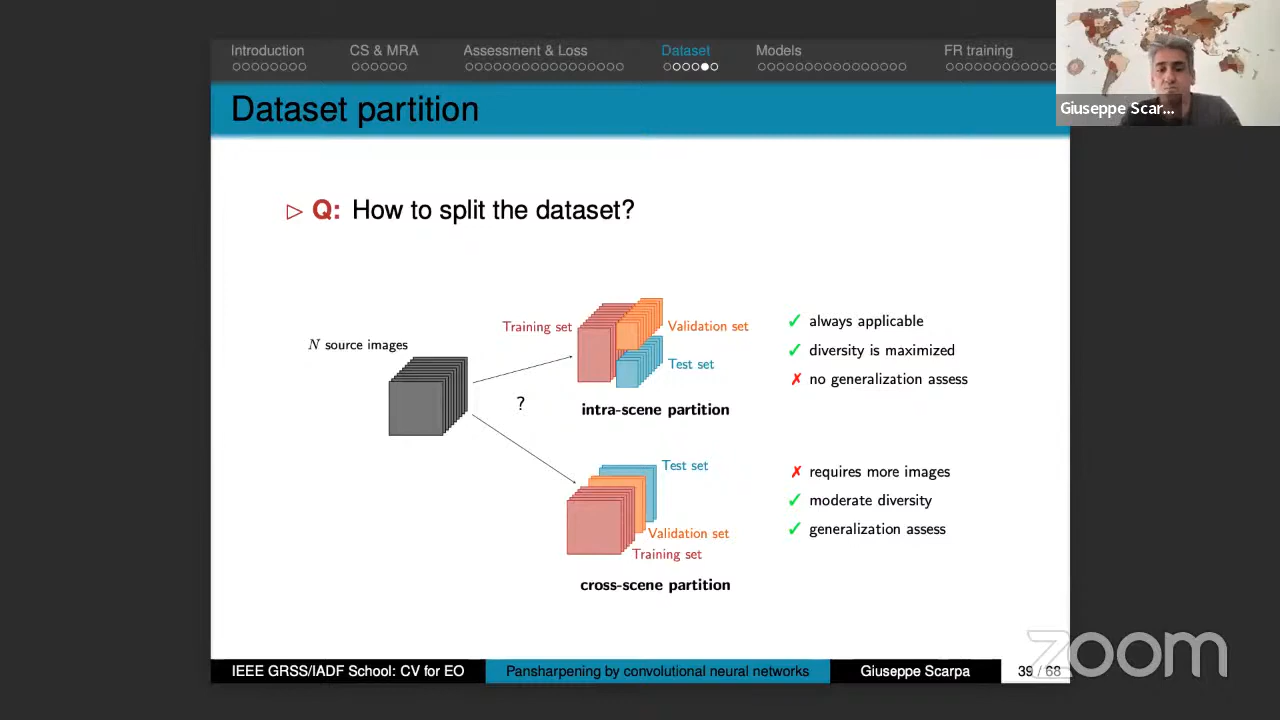 Introduction
CS & MRA
Assessment & Loss
Dataset
Models
FR training
Giuseppe Scar...
Dataset partition
Q: How to split the dataset?
N source images
?
Training set
Validation set
Test set
intra-scene partition
✓ always applicable
✓ diversity is maximized
✗ no generalization assess
Test set
Validation set
Training set
cross-scene partition
✗ requires more images
✓ moderate diversity
✓ generalization assess
IEEE GRSS/IADF School: CV for EO
Pansharpening by convolutional neural networks
Giuseppe Scarpa
39 / 68
zoom